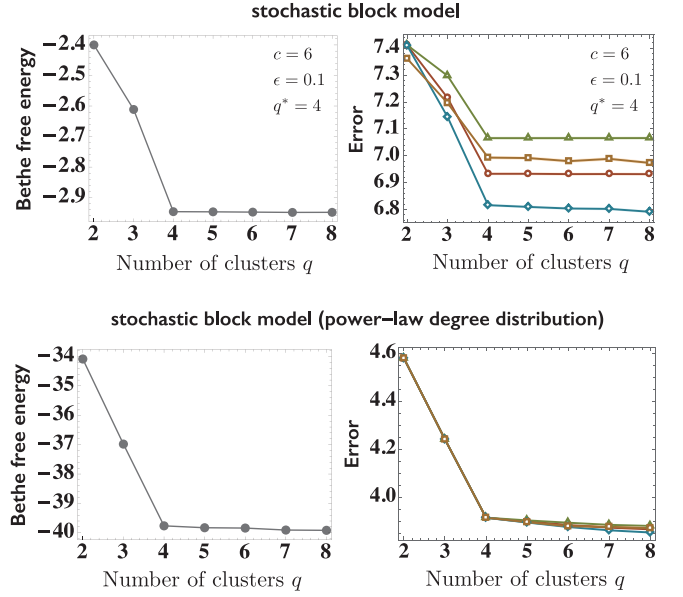 stochastic block model
Bethe free energy
−2.4
−2.5
−2.6
−2.7
−2.8
−2.9
c = 6
ϵ = 0.1
q* = 4
2 3 4 5 6 7 8
Number of clusters q
Error
7.4
7.3
7.2
7.1
7.0
6.9
6.8
c = 6
ϵ = 0.1
q* = 4
2 3 4 5 6 7 8
Number of clusters q
stochastic block model (power−law degree distribution)
Bethe free energy
−34
−35
−36
−37
−38
−39
−40
2 3 4 5 6 7 8
Number of clusters q
Error
4.6
4.4
4.2
4.0
2 3 4 5 6 7 8
Number of clusters q